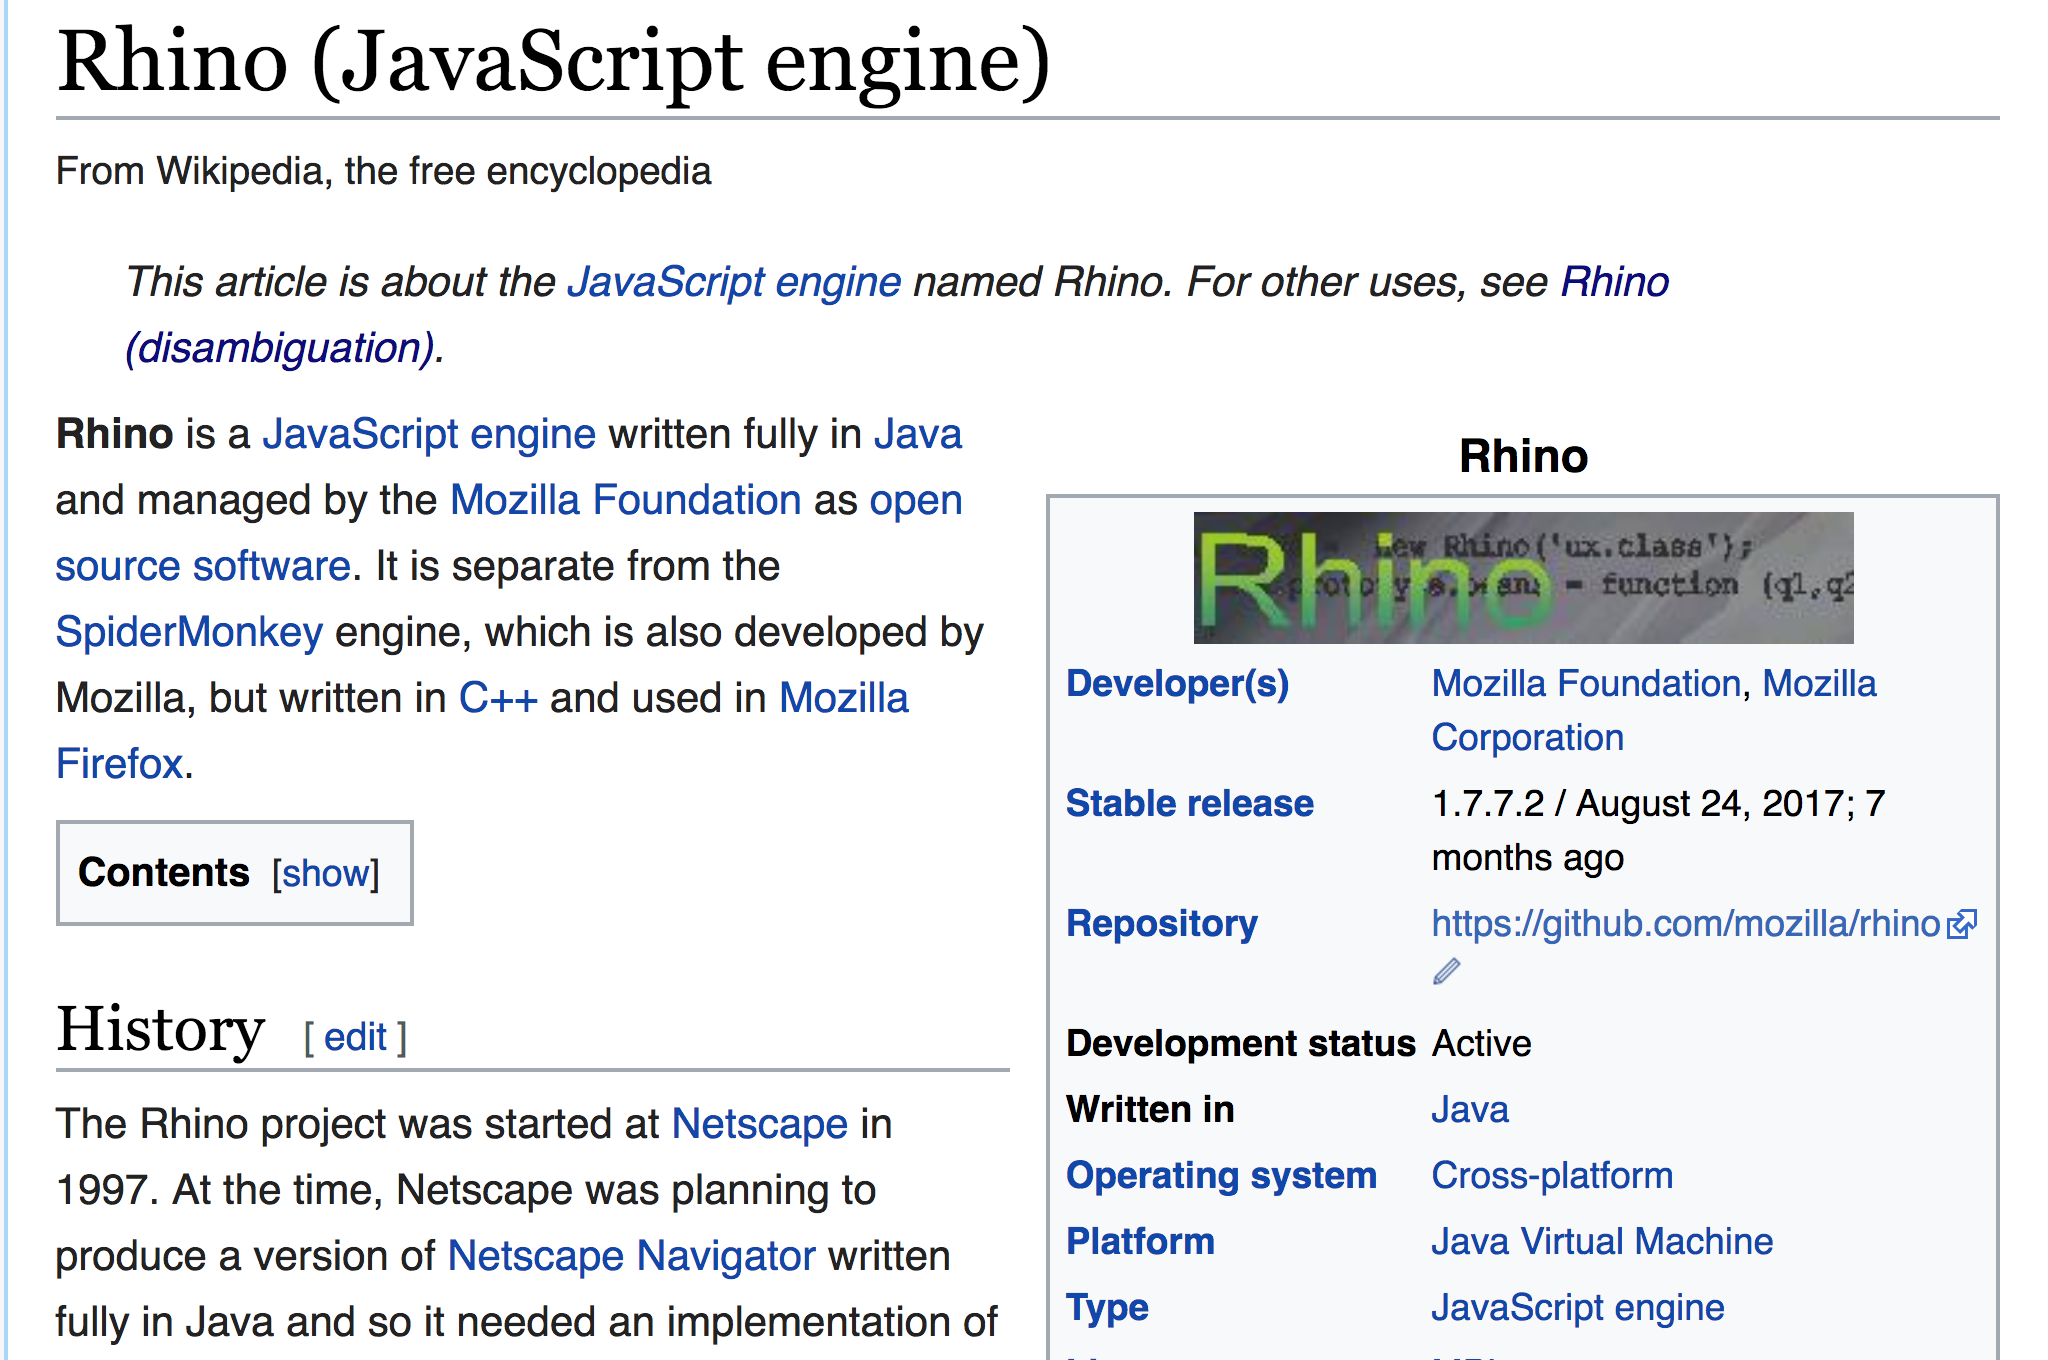 Rhino (JavaScript engine)
From Wikipedia, the free encyclopedia
This article is about the JavaScript engine named Rhino. For other uses, see Rhino
(disambiguation).
Rhino is a JavaScript engine written fully in Java
and managed by the Mozilla Foundation as open
source software. It is separate from the
SpiderMonkey engine, which is also developed by
Mozilla, but written in C++ and used in Mozilla
Firefox.
Contents [show]
History [ edit ]
The Rhino project was started at Netscape in
1997. At the time, Netscape was planning to
produce a version of Netscape Navigator written
fully in Java and so it needed an implementation of
Rhino
Rhino
new Rhino('ux.class');
= function (q1,q2
Developer(s) Mozilla Foundation, Mozilla
Corporation
Stable release 1.7.7.2 / August 24, 2017; 7
months ago
Repository https://github.com/mozilla/rhino
Development status Active
Written in Java
Operating system Cross-platform
Platform Java Virtual Machine
Type JavaScript engine